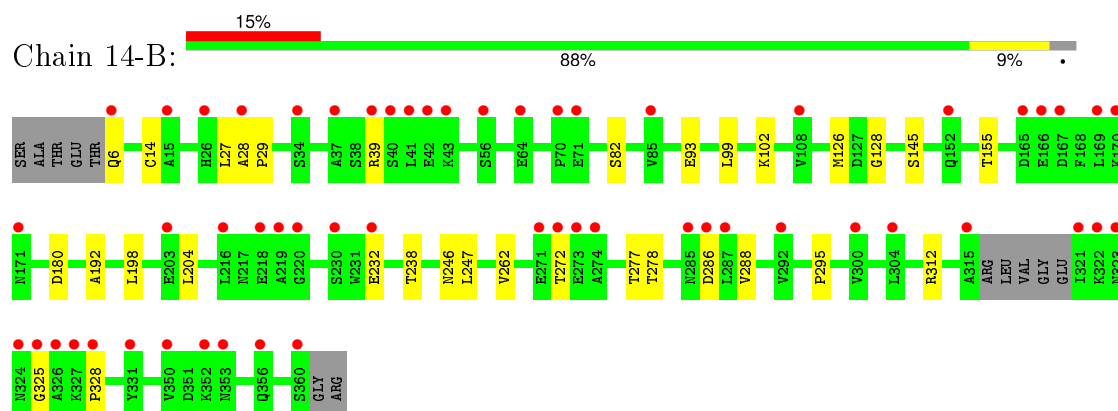 15%
Chain 14-B:
88% 9% •
SER ALA THR GLU THR Q6 C14 A15 H26 L27 A28 P29 S34 A37 S38 R39 S40 L41 E42 K43 S56 E64 P70 E71 S82 V85 E93 L99 K102 V108 M126 D127 G128 S145 Q152 T155 D165 E166 D167 F168 L169 K170
N171 D180 A192 L198 E203 L204 L216 N217 E218 A219 G220 S230 W231 E232 T238 N246 L247 V262 E271 T272 E273 A274 T277 T278 N285 D286 L287 V288 V292 P295 V300 L304 R312 A315 ARG LEU VAL GLY GLU I321 K322 N323
N324 G325 A326 K327 P328 Y331 V350 D351 K352 N353 Q356 S360 GLY ARG